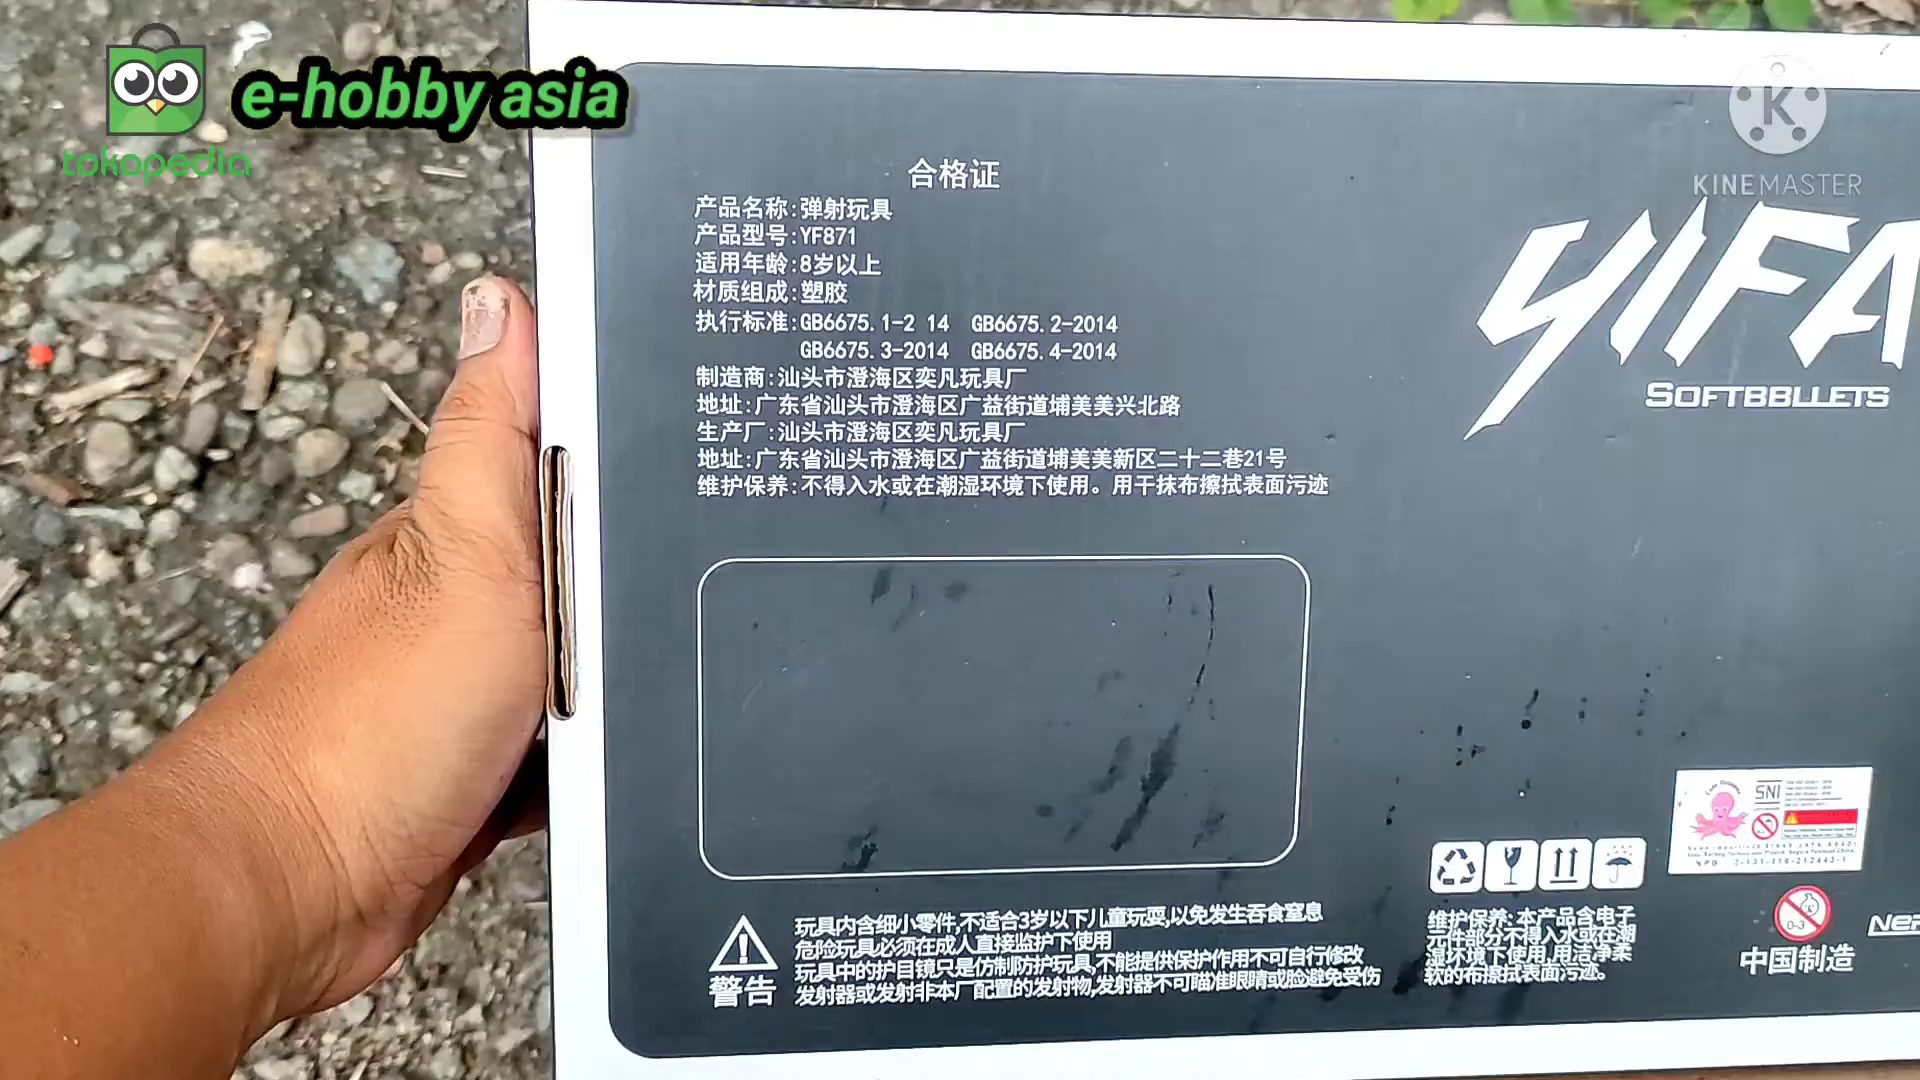 e-hobby asia
tokopedia
KINEMASTER
合格证
产品名称:弹射玩具
产品型号:YF871
适用年龄:8岁以上
材质组成:塑胶
执行标准:GB6675.1-2 14 GB6675.2-2014
GB6675.3-2014 GB6675.4-2014
制造商:汕头市澄海区奕凡玩具厂
地址:广东省汕头市澄海区广益街道埔美美兴北路
生产厂:汕头市澄海区奕凡玩具厂
地址:广东省汕头市澄海区广益街道埔美美新区二十二巷21号
维护保养:不得入水或在潮湿环境下使用。用干抹布擦拭表面污迹
YIFA
SOFTBBLLETS
警告
玩具内含细小零件,不适合3岁以下儿童玩耍,以免发生吞食窒息
危险玩具必须在成人直接监护下使用
玩具中的护目镜只是仿制防护玩具,不能提供保护作用不可自行修改
发射器或发射非本厂配置的发射物,发射器不可瞄准眼睛或脸避免受伤
维护保养:本产品含电子
元件部分不得入水或在潮
湿环境下使用,用洁净柔
软的布擦拭表面污迹。
SNI
0-3
中国制造